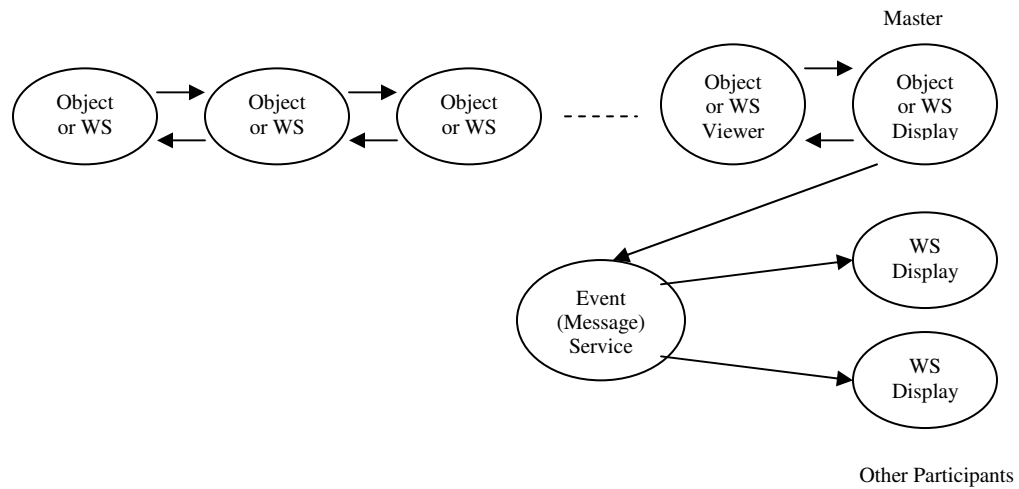 Master
Object
or WS
Object
or WS
Object
or WS
Object
or WS
Viewer
Object
or WS
Display
WS
Display
Event
(Message)
Service
WS
Display
Other Participants